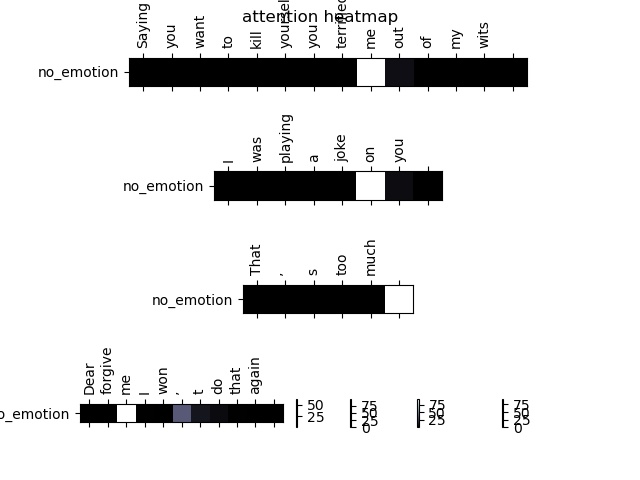 attention heatmap
Saying you want to kill you terrified me out of my wits
no_emotion
I was playing a joke on you
no_emotion
That , s too much
no_emotion
Dear forgive me I won , t do that again
no_emotion
50 75 75 75
25 50 50 50
25 25 25
0 0